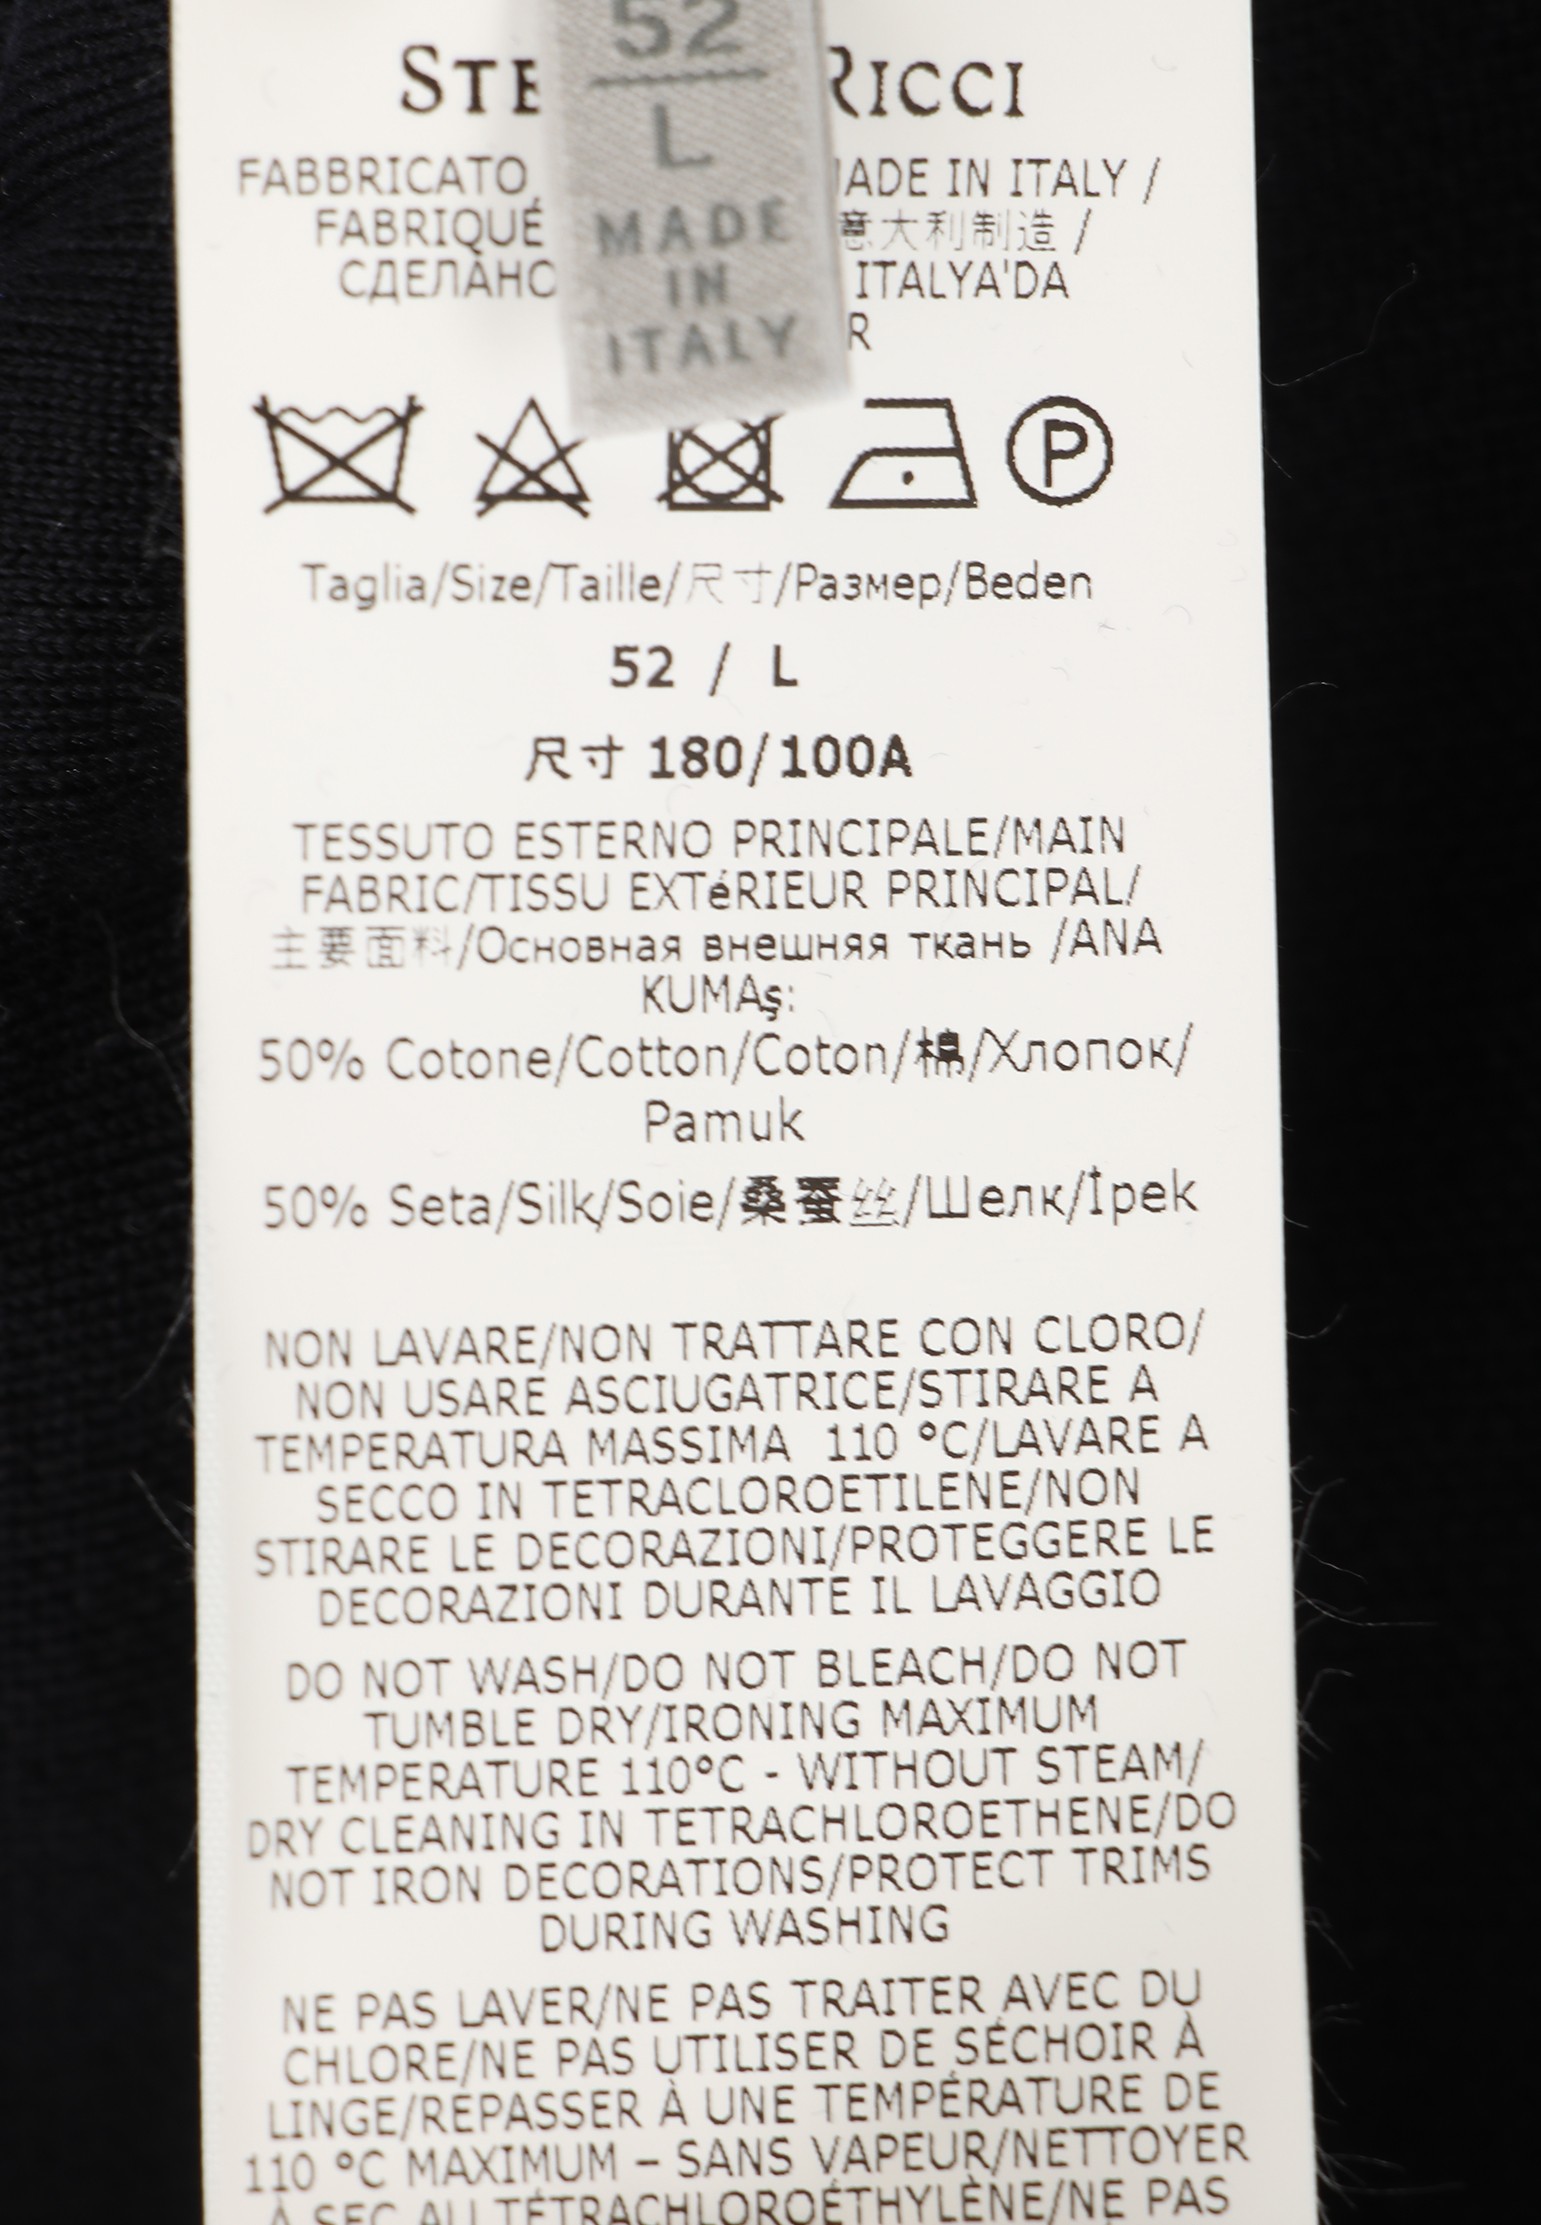 52
L
MADE
IN
ITALY
RICCI
FABBRICATO
MADE IN ITALY /
FABRIQUÉ
意大利制造 /
СДЕЛАНО
ITALYA'DA
P
Taglia/Size/Taille/尺寸/Размер/Beden
52 / L
尺寸 180/100A
TESSUTO ESTERNO PRINCIPALE/MAIN
FABRIC/TISSU EXTéRIEUR PRINCIPAL/
主要面料/Основная внешняя ткань /ANA
KUMAş:
50% Cotone/Cotton/Coton/棉/Хлопок/
Pamuk
50% Seta/Silk/Soie/桑蚕丝/Шелк/İpek
NON LAVARE/NON TRATTARE CON CLORO/
NON USARE ASCIUGATRICE/STIRARE A
TEMPERATURA MASSIMA 110 °C/LAVARE A
SECCO IN TETRACLOROETILENE/NON
STIRARE LE DECORAZIONI/PROTEGGERE LE
DECORAZIONI DURANTE IL LAVAGGIO
DO NOT WASH/DO NOT BLEACH/DO NOT
TUMBLE DRY/IRONING MAXIMUM
TEMPERATURE 110°C - WITHOUT STEAM/
DRY CLEANING IN TETRACHLOROETHENE/DO
NOT IRON DECORATIONS/PROTECT TRIMS
DURING WASHING
NE PAS LAVER/NE PAS TRAITER AVEC DU
CHLORE/NE PAS UTILISER DE SÉCHOIR À
LINGE/REPASSER À UNE TEMPÉRATURE DE
110 °C MAXIMUM – SANS VAPEUR/NETTOYER
À SEC AU TÉTRACHLOROÉTHYLÈNE/NE PAS